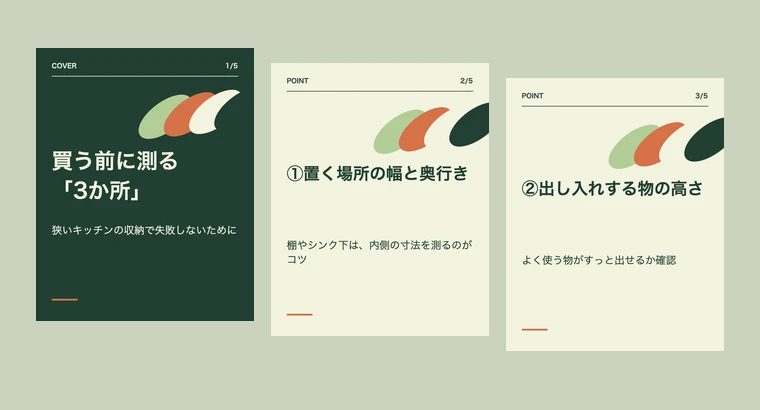 COVER 1/5
買う前に測る
「3か所」
狭いキッチンの収納で失敗しないために
POINT 2/5
①置く場所の幅と奥行き
棚やシンク下は、内側の寸法を測るのが
コツ
POINT 3/5
②出し入れする物の高さ
よく使う物がすっと出せるか確認